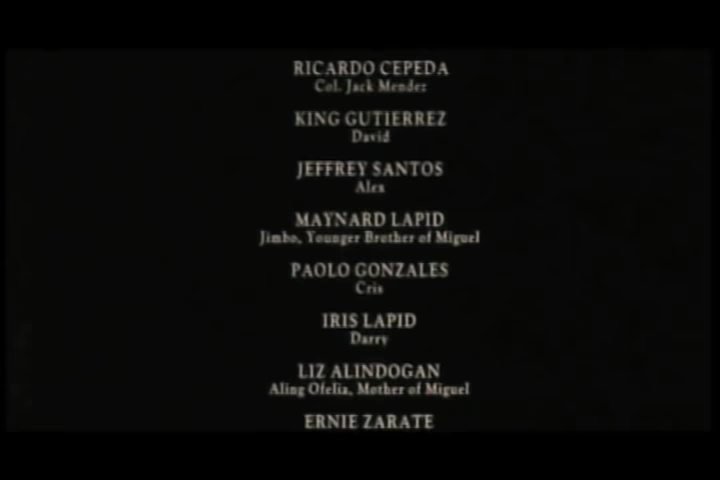 RICARDO CEPEDA
Col. Jack Mendez
KING GUTIERREZ
David
JEFFREY SANTOS
Alex
MAYNARD LAPID
Jimbo, Younger Brother of Miguel
PAOLO GONZALES
Cris
IRIS LAPID
Darry
LIZ ALINDOGAN
Aling Ofelia, Mother of Miguel
ERNIE ZARATE